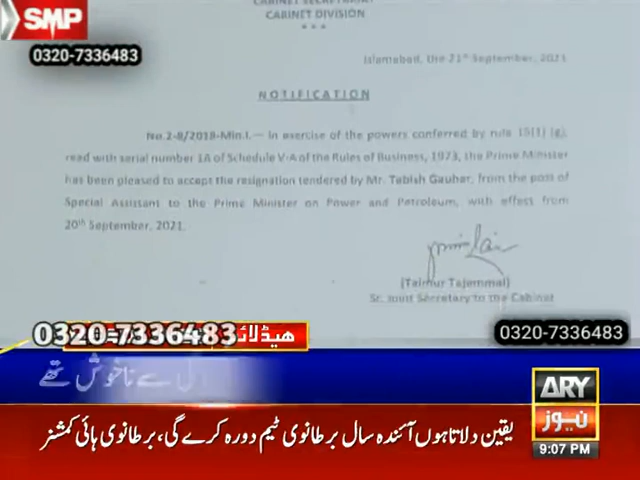 SMP
0320-7336483
CABINET SECRETARIAT
CABINET DIVISION
***
Islamabad, the 21st September, 2021
NOTIFICATION
No.2-8/2018-Min.I.— In exercise of the powers conferred by rule 15(1) (g),
read with serial number 1A of Schedule V-A of the Rules of Business, 1973, the Prime Minister
has been pleased to accept the resignation tendered by Mr. Tabish Gauhar, from the post of
Special Assistant to the Prime Minister on Power and Petroleum, with effect from
20th September, 2021.
(Taimur Tajammal)
Sr. Joint Secretary to the Cabinet
0320-7336483
0320-7336483
ہیڈلائنز
سے ناخوش تھے
ARY
نیوز
یقین دلاتا ہوں آئندہ سال برطانوی ٹیم دورہ کرے گی، برطانوی ہائی کمشنر
9:07 PM